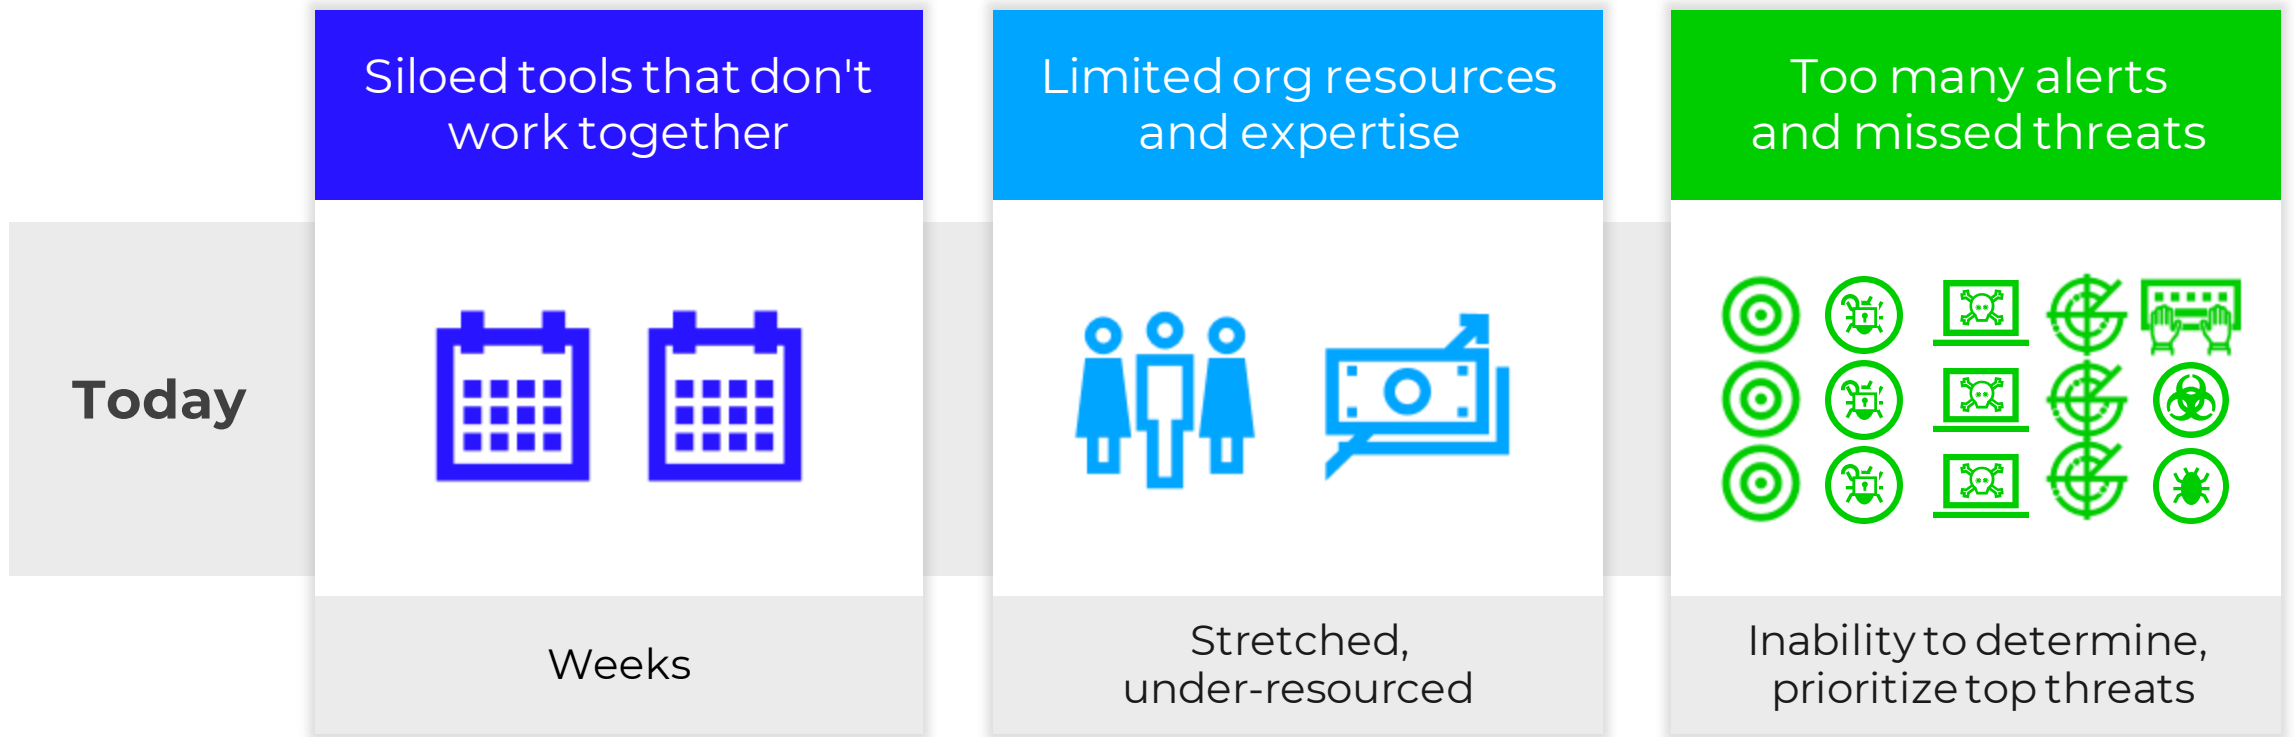 Siloed tools that don't
work together
Limited org resources
and expertise
Too many alerts
and missed threats
Today
Weeks
Stretched,
under-resourced
Inability to determine,
prioritize top threats